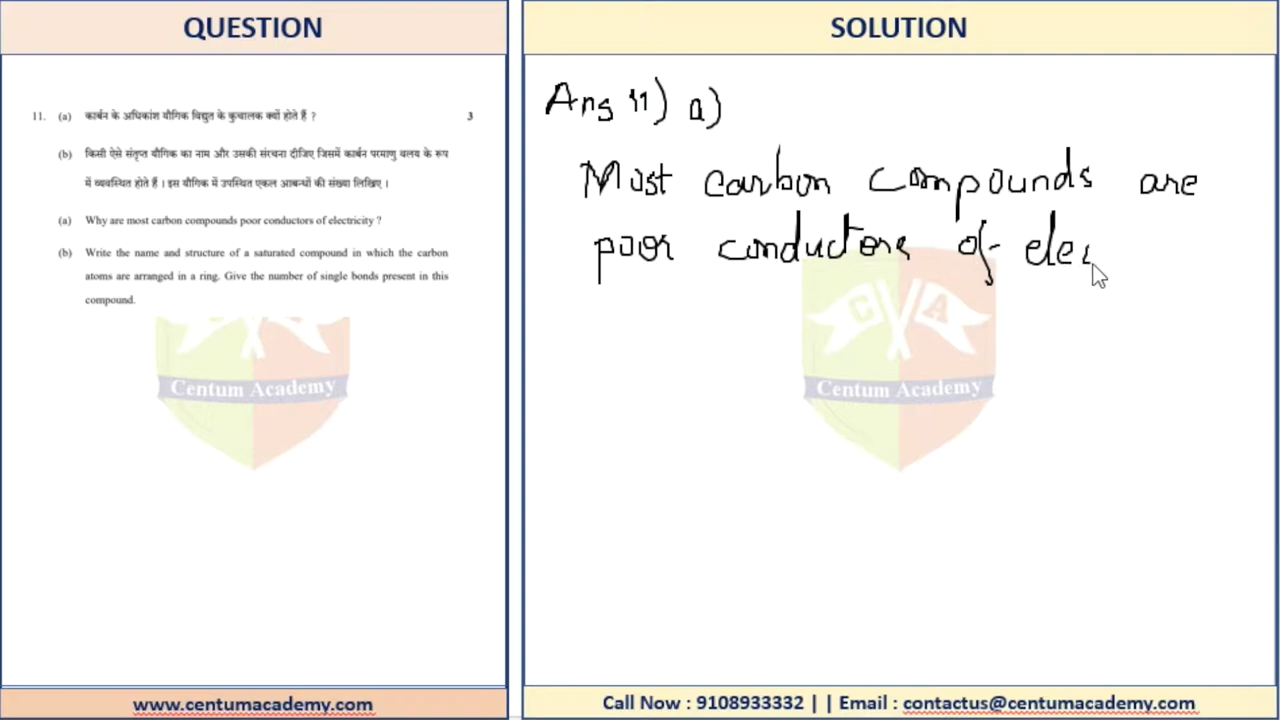 QUESTION
11. (a) कार्बन के अधिकांश यौगिक विद्युत के कुचालक क्यों होते हैं ? 3
(b) किसी ऐसे संतृप्त यौगिक का नाम और उसकी संरचना दीजिए जिसमें कार्बन परमाणु वलय के रूप
में व्यवस्थित होते हैं । इस यौगिक में उपस्थित एकल आबन्धों की संख्या लिखिए ।
(a) Why are most carbon compounds poor conductors of electricity ?
(b) Write the name and structure of a saturated compound in which the carbon
atoms are arranged in a ring. Give the number of single bonds present in this
compound.
Centum Academy
www.centumacademy.com
SOLUTION
Ans 11) a)
Most carbon compounds are
poor conductors of elec
CA
Centum Academy
Call Now : 9108933332 | | Email : contactus@centumacademy.com